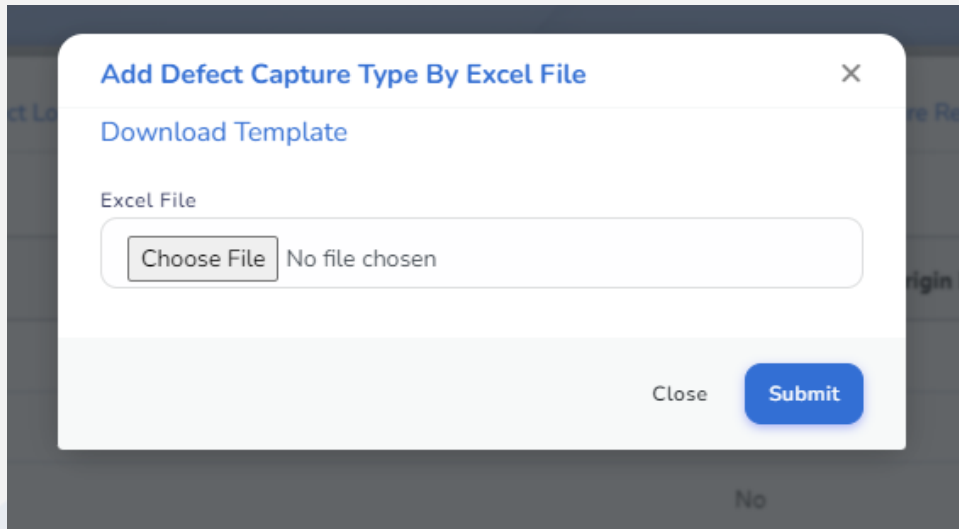 Add Defect Capture Type By Excel File
Download Template
Excel File
Choose File No file chosen
Close Submit
No